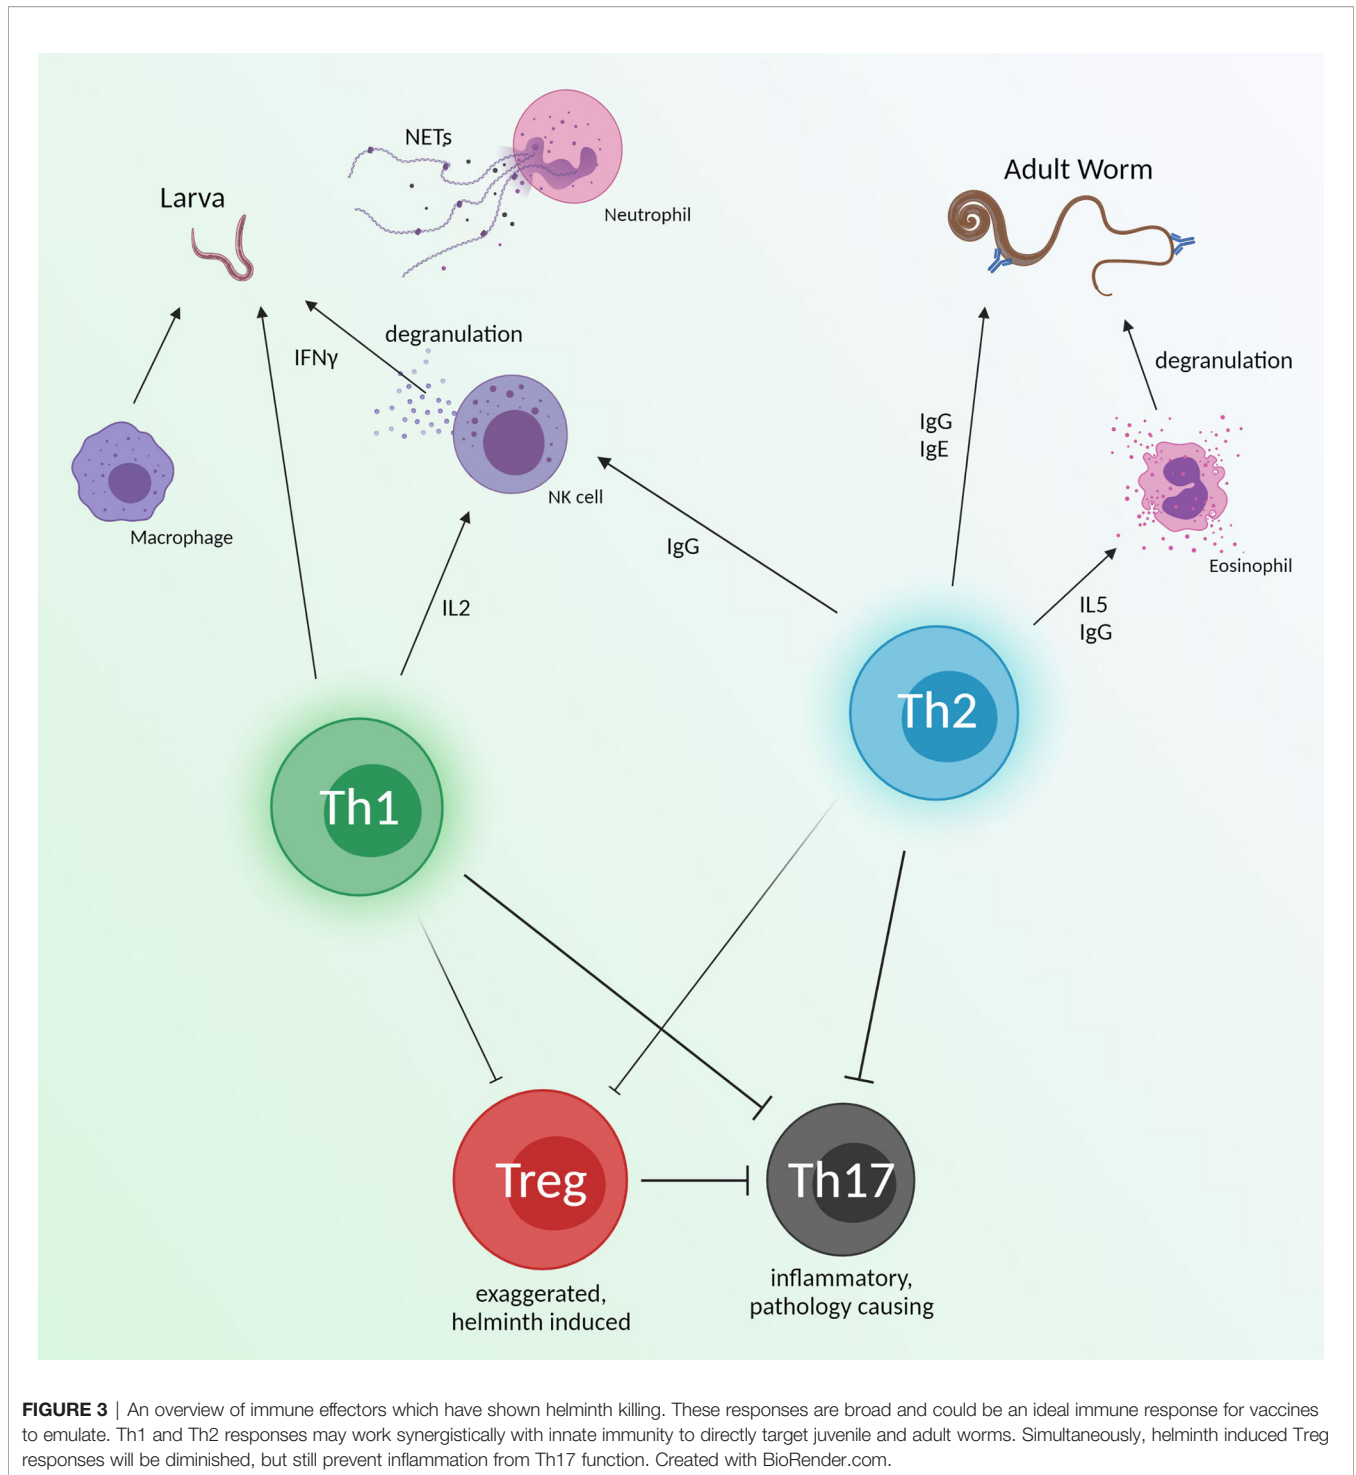 NETs
Neutrophil
Larva
Adult Worm
degranulation
IFNγ
degranulation
IgG
IgE
NK cell
Macrophage
IgG
Eosinophil
IL2
IL5
IgG
Th2
Th1
Treg
Th17
exaggerated,
helminth induced
inflammatory,
pathology causing
FIGURE 3 | An overview of immune effectors which have shown helminth killing. These responses are broad and could be an ideal immune response for vaccines
to emulate. Th1 and Th2 responses may work synergistically with innate immunity to directly target juvenile and adult worms. Simultaneously, helminth induced Treg
responses will be diminished, but still prevent inflammation from Th17 function. Created with BioRender.com.